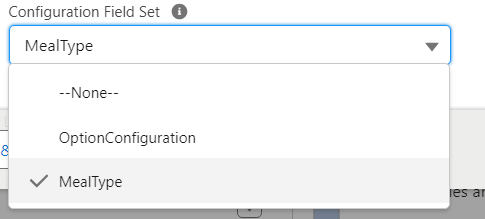 Configuration Field Set
MealType
--None--
OptionConfiguration
MealType